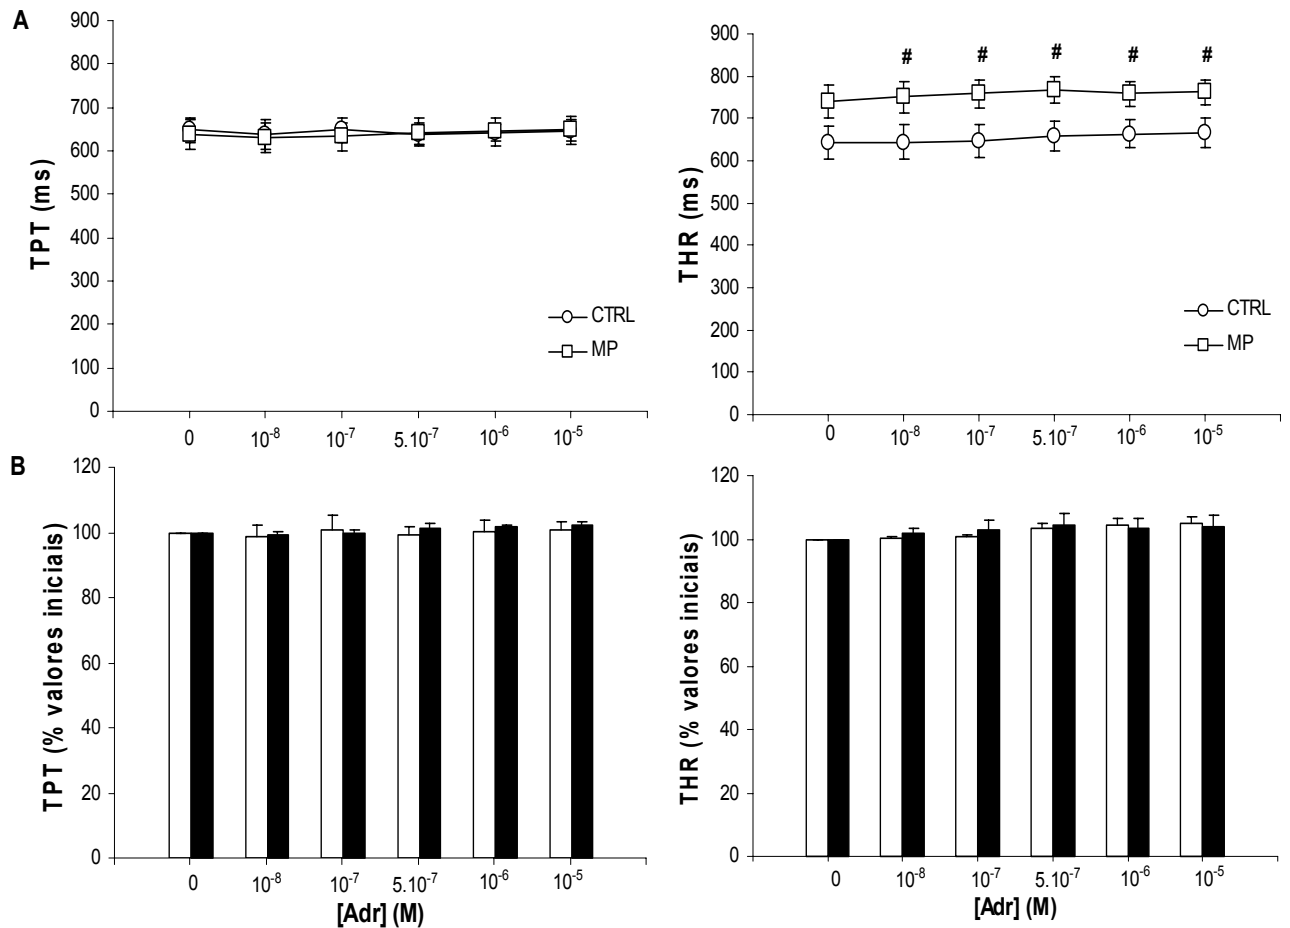 A
900
800
700
600
500
400
300
200
100
0
TPT (ms)
CTRL
MP
0 10⁻⁸ 10⁻⁷ 5.10⁻⁷ 10⁻⁶ 10⁻⁵
900
800
700
600
500
400
300
200
100
0
THR (ms)
# # # # #
CTRL
MP
0 10⁻⁸ 10⁻⁷ 5.10⁻⁷ 10⁻⁶ 10⁻⁵
B
120
100
80
60
40
20
0
TPT (% valores iniciais)
0 10⁻⁸ 10⁻⁷ 5.10⁻⁷ 10⁻⁶ 10⁻⁵
[Adr] (M)
120
100
80
60
40
20
0
THR (% valores iniciais)
0 10⁻⁸ 10⁻⁷ 5.10⁻⁷ 10⁻⁶ 10⁻⁵
[Adr] (M)